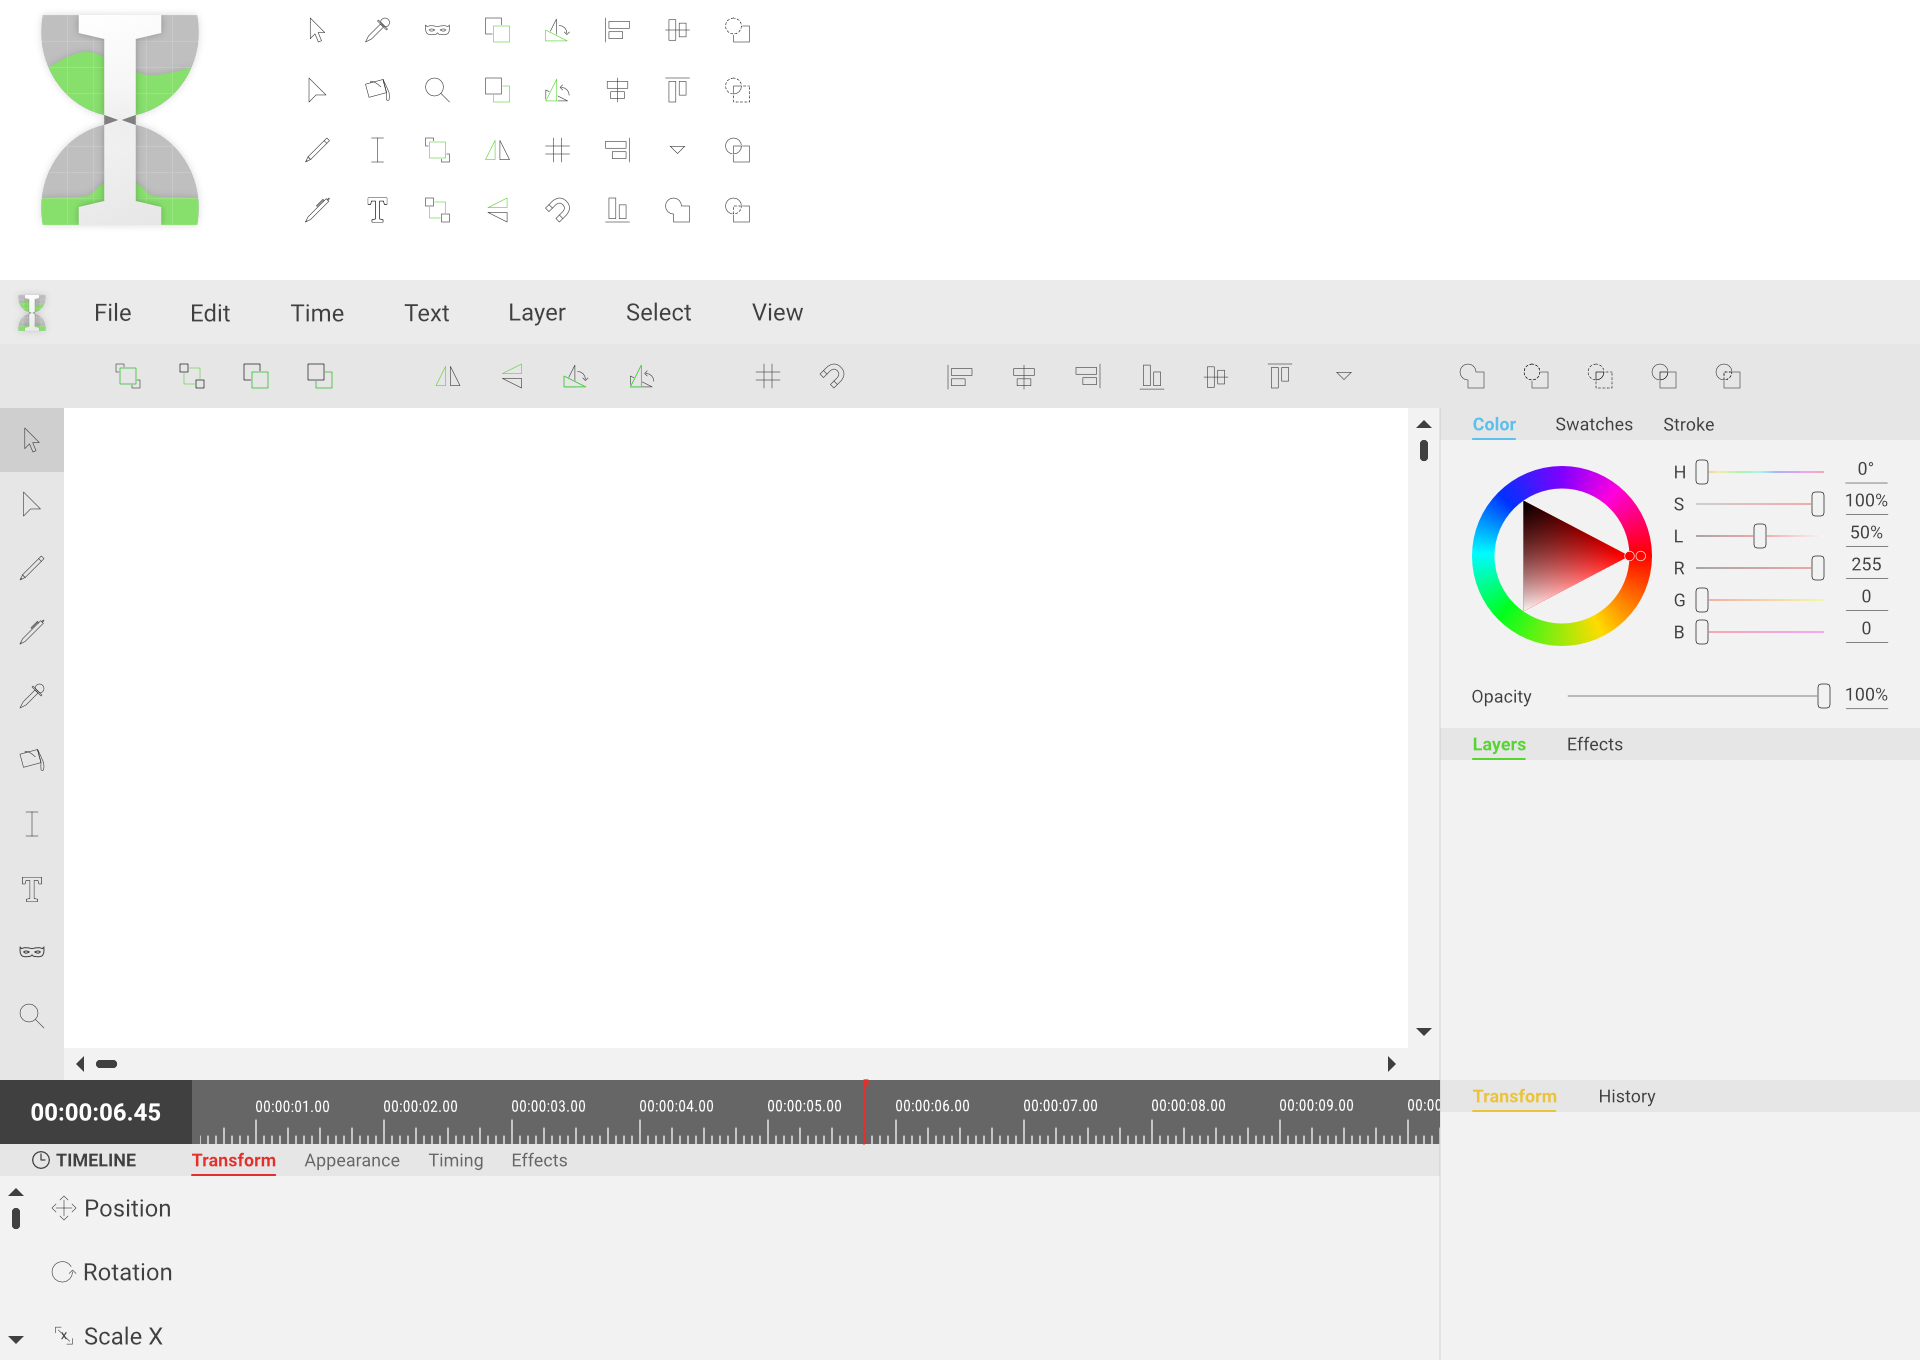 File Edit Time Text Layer Select View
Color Swatches Stroke
H 0°
S 100%
L 50%
R 255
G 0
B 0
Opacity 100%
Layers Effects
00:00:06.45 00:00:01.00 00:00:02.00 00:00:03.00 00:00:04.00 00:00:05.00 00:00:06.00 00:00:07.00 00:00:08.00 00:00:09.00 00:00
Transform History
TIMELINE Transform Appearance Timing Effects
Position
Rotation
Scale X